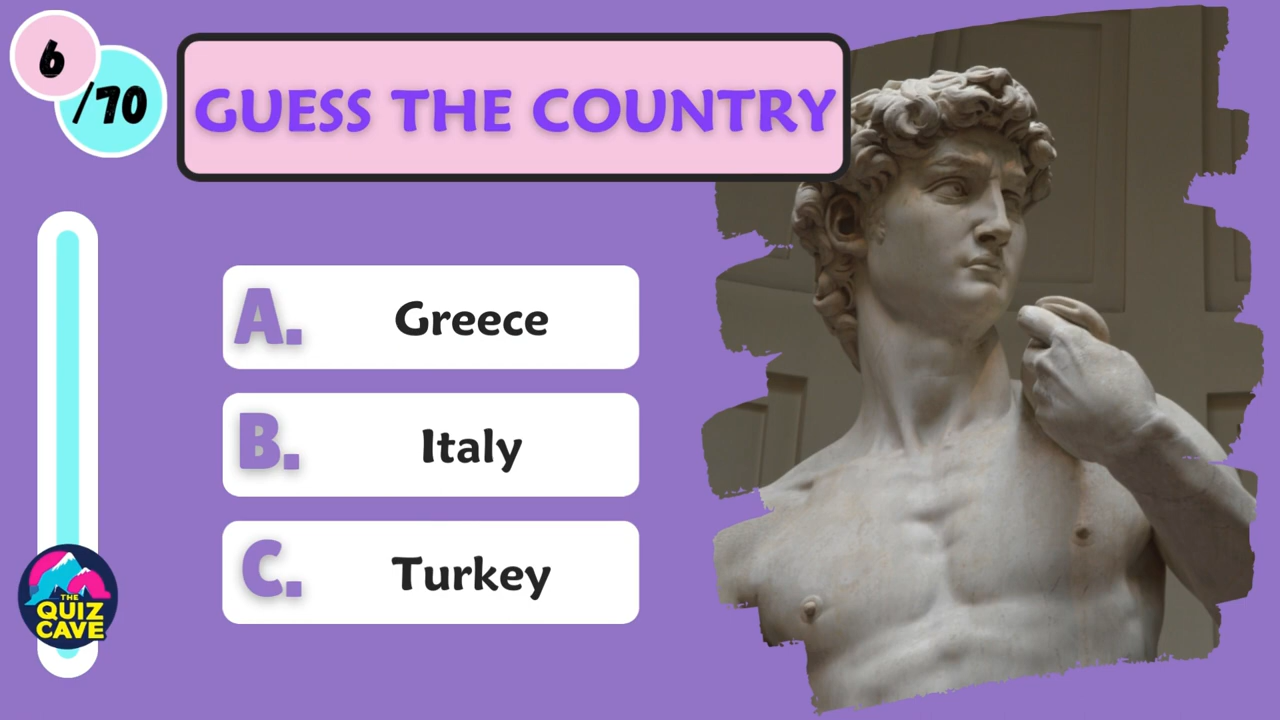 6
/70
GUESS THE COUNTRY
A. Greece
B. Italy
C. Turkey
THE
QUIZ
CAVE